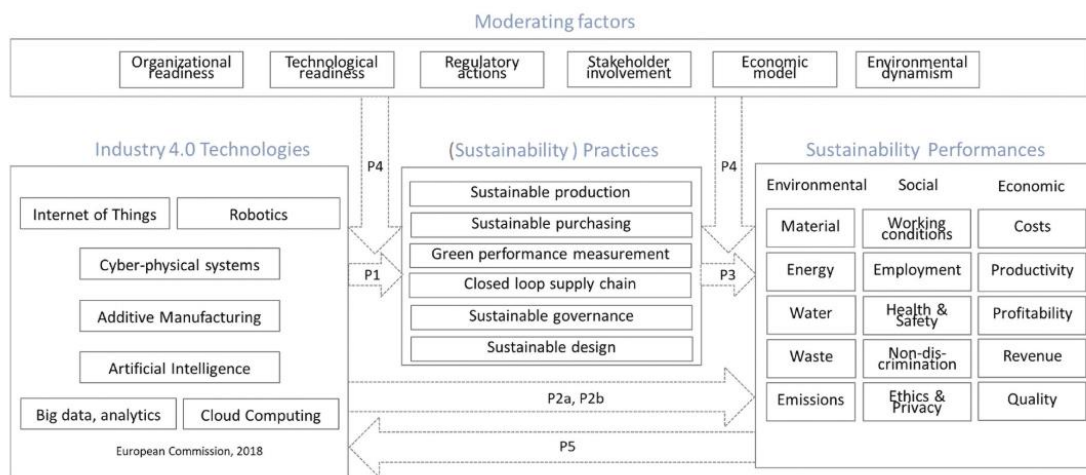 Moderating factors
Organizational
readiness
Technological
readiness
Regulatory
actions
Stakeholder
involvement
Economic
model
Environmental
dynamism
Industry 4.0 Technologies
P4
(Sustainability ) Practices
P4
Sustainability Performances
Internet of Things
Robotics
Cyber-physical systems
Additive Manufacturing
Artificial Intelligence
Big data, analytics
Cloud Computing
European Commission, 2018
P1
Sustainable production
Sustainable purchasing
Green performance measurement
Closed loop supply chain
Sustainable governance
Sustainable design
P3
P2a, P2b
P5
Environmental
Social
Economic
Material
Working
conditions
Costs
Energy
Employment
Productivity
Water
Health &
Safety
Profitability
Waste
Non-dis-
crimination
Revenue
Emissions
Ethics &
Privacy
Quality